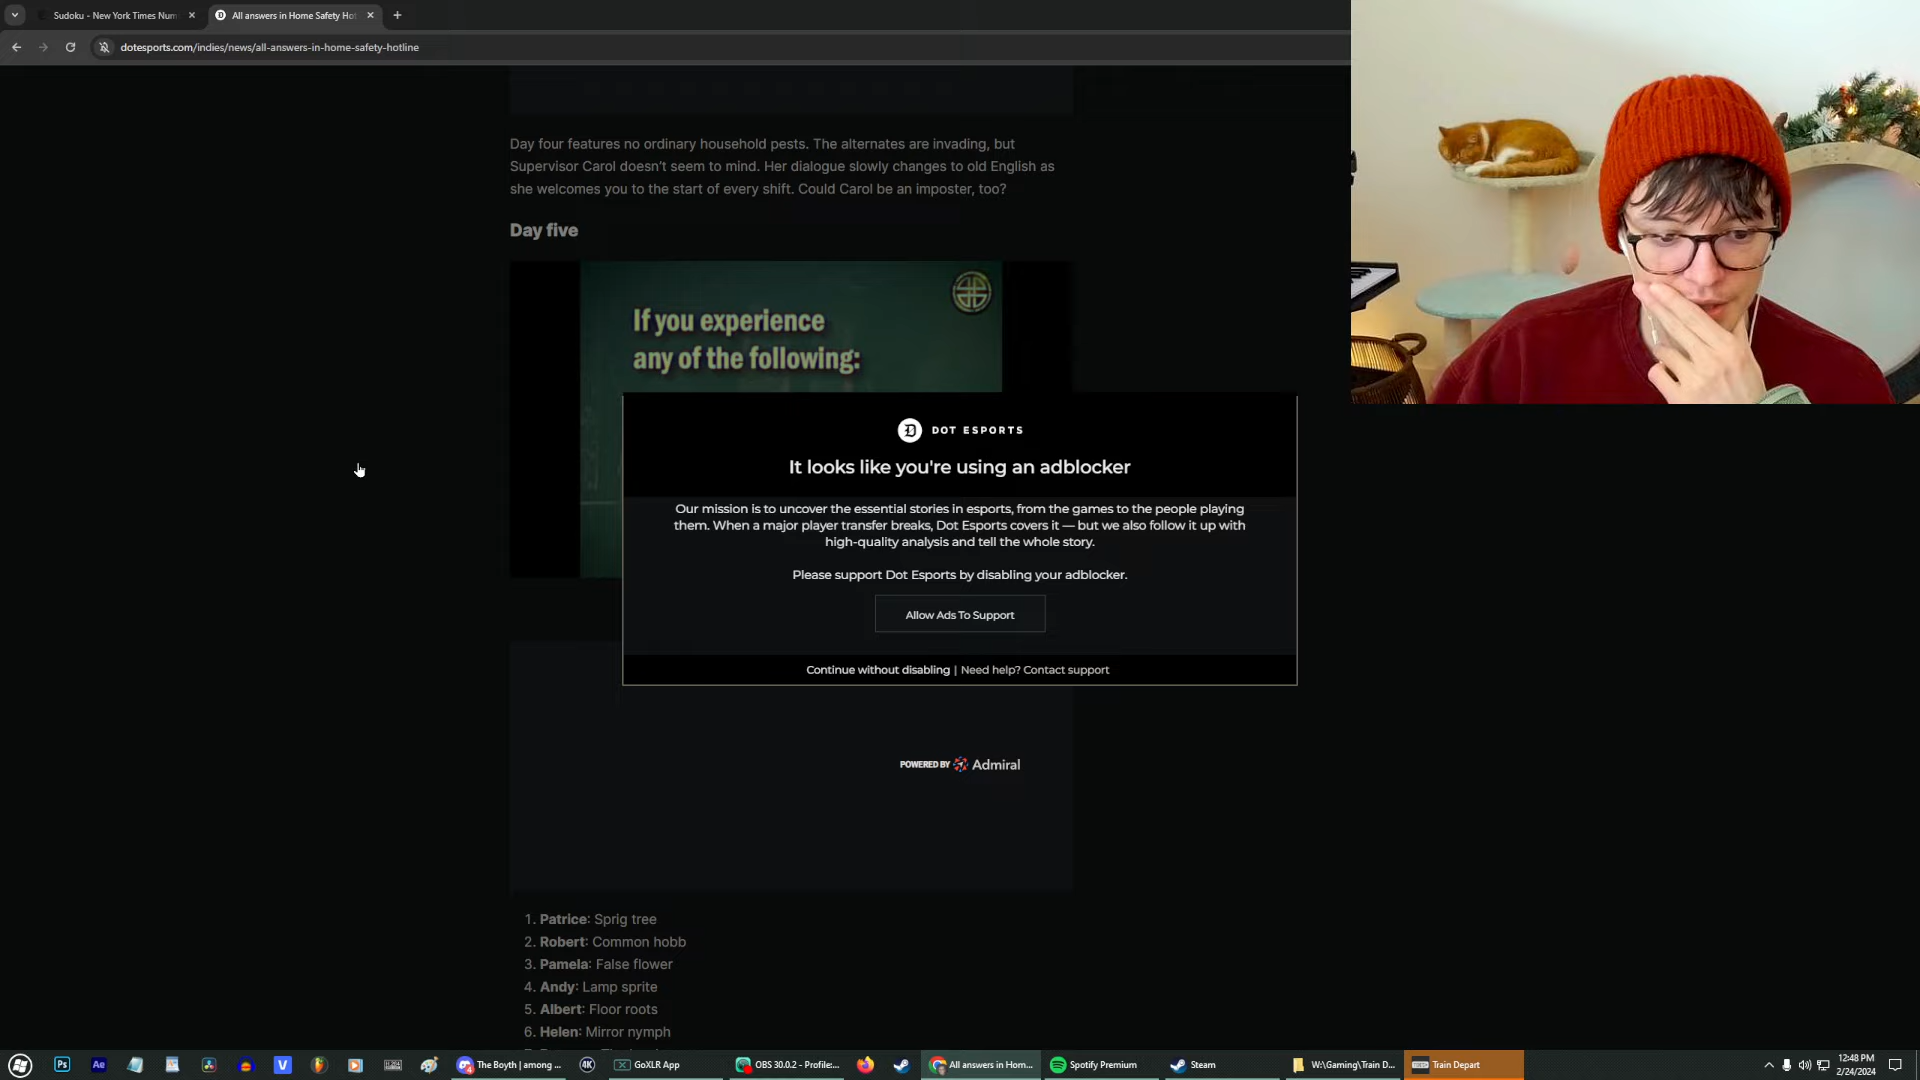 Sudoku - New York Times Num
All answers in Home Safety Hot
dotesports.com/indies/news/all-answers-in-home-safety-hotline
Day four features no ordinary household pests. The alternates are invading, but
Supervisor Carol doesn't seem to mind. Her dialogue slowly changes to old English as
she welcomes you to the start of every shift. Could Carol be an imposter, too?
Day five
If you experience
any of the following:
DOT ESPORTS
It looks like you're using an adblocker
Our mission is to uncover the essential stories in esports, from the games to the people playing
them. When a major player transfer breaks, Dot Esports covers it — but we also follow it up with
high-quality analysis and tell the whole story.
Please support Dot Esports by disabling your adblocker.
Allow Ads To Support
Continue without disabling | Need help? Contact support
POWERED BY Admiral
1. Patrice: Sprig tree
2. Robert: Common hobb
3. Pamela: False flower
4. Andy: Lamp sprite
5. Albert: Floor roots
6. Helen: Mirror nymph
Ps
Ae
V
The Boyth | among ...
4K
GoXLR App
OBS 30.0.2 - Profile:...
All answers in Hom...
Spotify Premium
Steam
W:\Gaming\Train D...
Train Depart
12:48 PM
2/24/2024